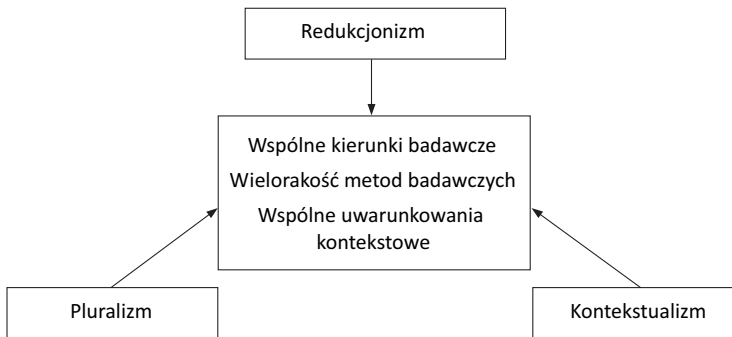 Redukcjonizm
Wspólne kierunki badawcze
Wielorakość metod badawczych
Wspólne uwarunkowania
kontekstowe
Pluralizm
Kontekstualizm